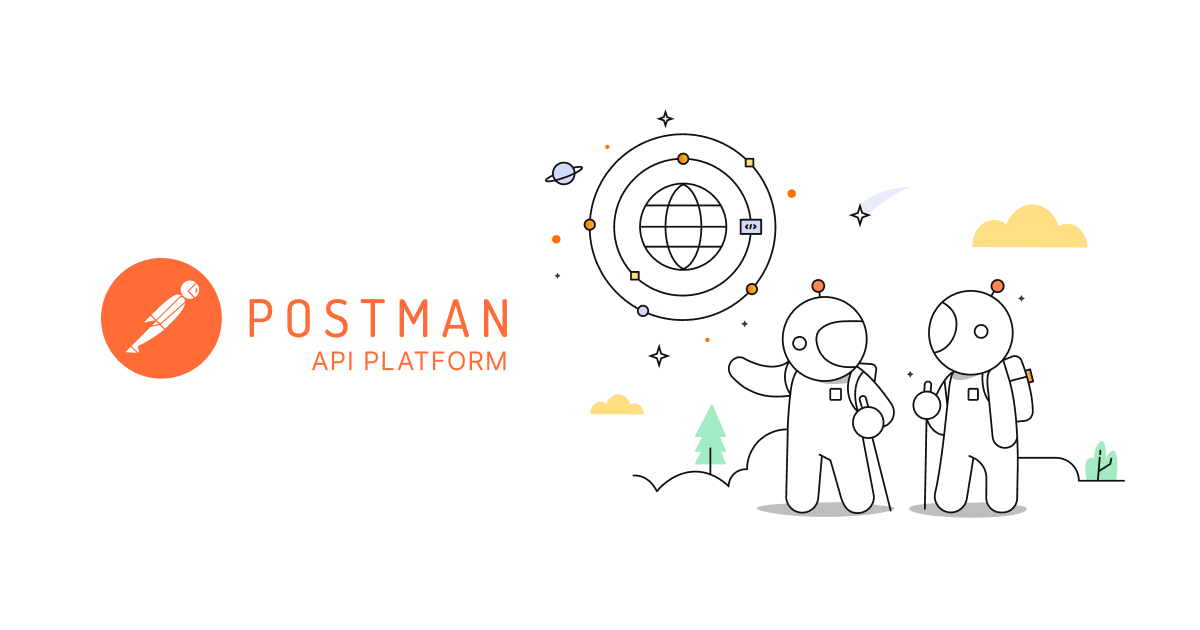 POSTMAN
API PLATFORM
</>